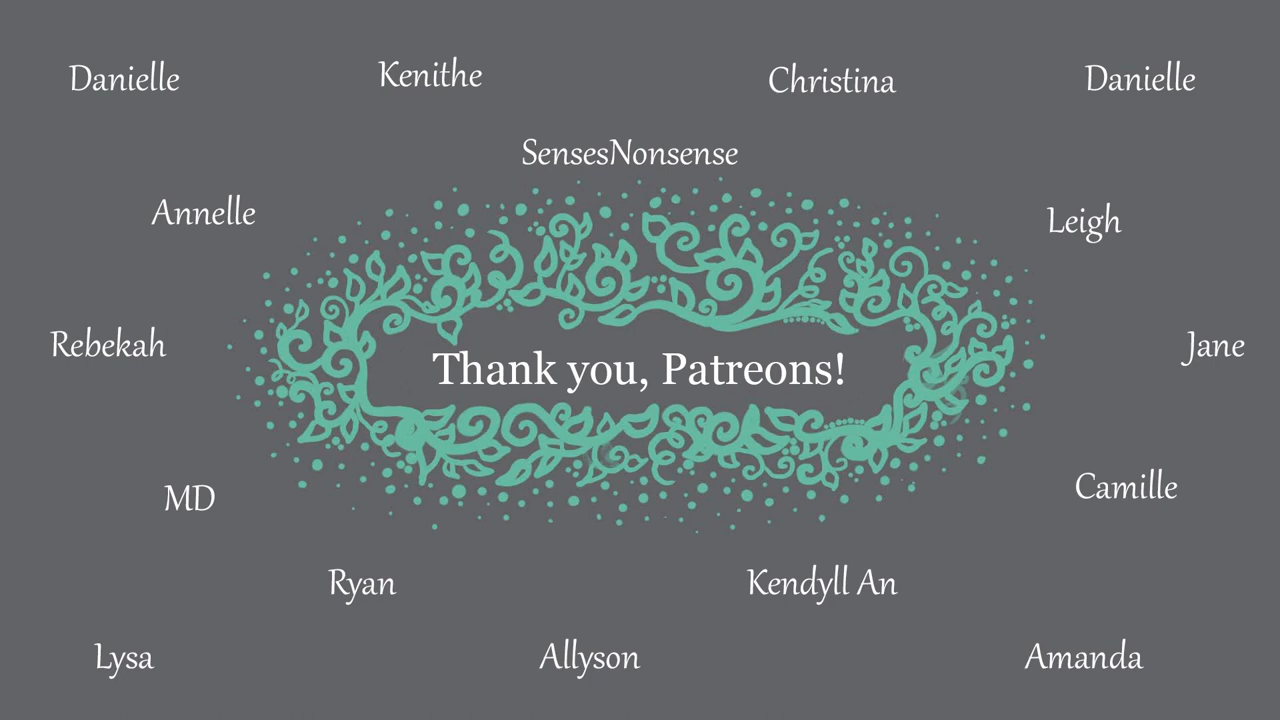 Danielle
Kenithe
Christina
Danielle
SensesNonsense
Annelle
Leigh
Rebekah
Jane
Thank you, Patreons!
MD
Camille
Ryan
Kendyll An
Lysa
Allyson
Amanda